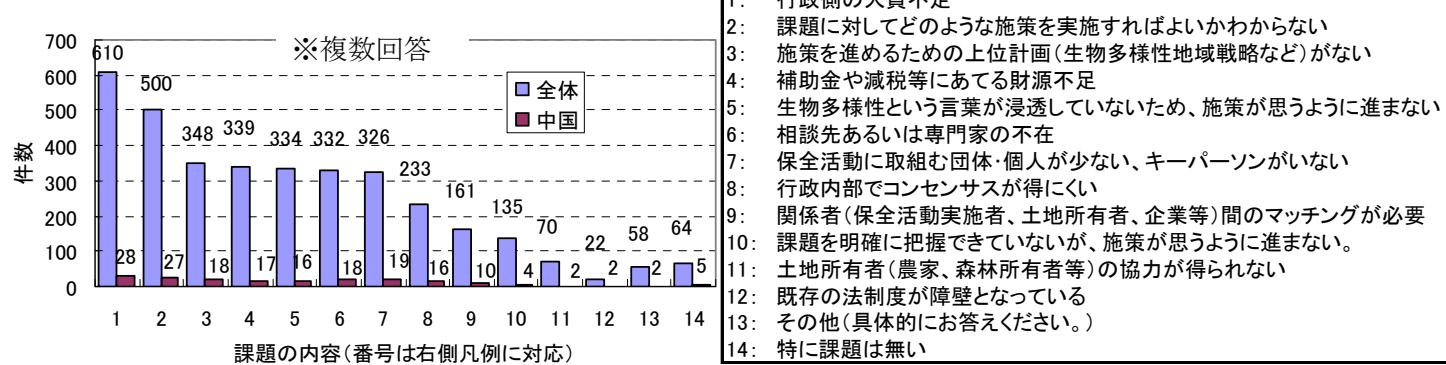 ※複数回答
全体
中国
件数
700
600
500
400
300
200
100
0
610
500
348
339
334
332
326
233
161
135
70
22
58
64
28
27
18
17
16
18
19
16
10
4
2
2
2
5
1 2 3 4 5 6 7 8 9 10 11 12 13 14
課題の内容(番号は右側凡例に対応)
2: 課題に対してどのような施策を実施すればよいかわからない
3: 施策を進めるための上位計画(生物多様性地域戦略など)がない
4: 補助金や減税等にあてる財源不足
5: 生物多様性という言葉が浸透していないため、施策が思うように進まない
6: 相談先あるいは専門家の不在
7: 保全活動に取組む団体・個人が少ない、キーパーソンがいない
8: 行政内部でコンセンサスが得にくい
9: 関係者(保全活動実施者、土地所有者、企業等)間のマッチングが必要
10: 課題を明確に把握できていないが、施策が思うように進まない。
11: 土地所有者(農家、森林所有者等)の協力が得られない
12: 既存の法制度が障壁となっている
13: その他(具体的にお答えください。)
14: 特に課題は無い